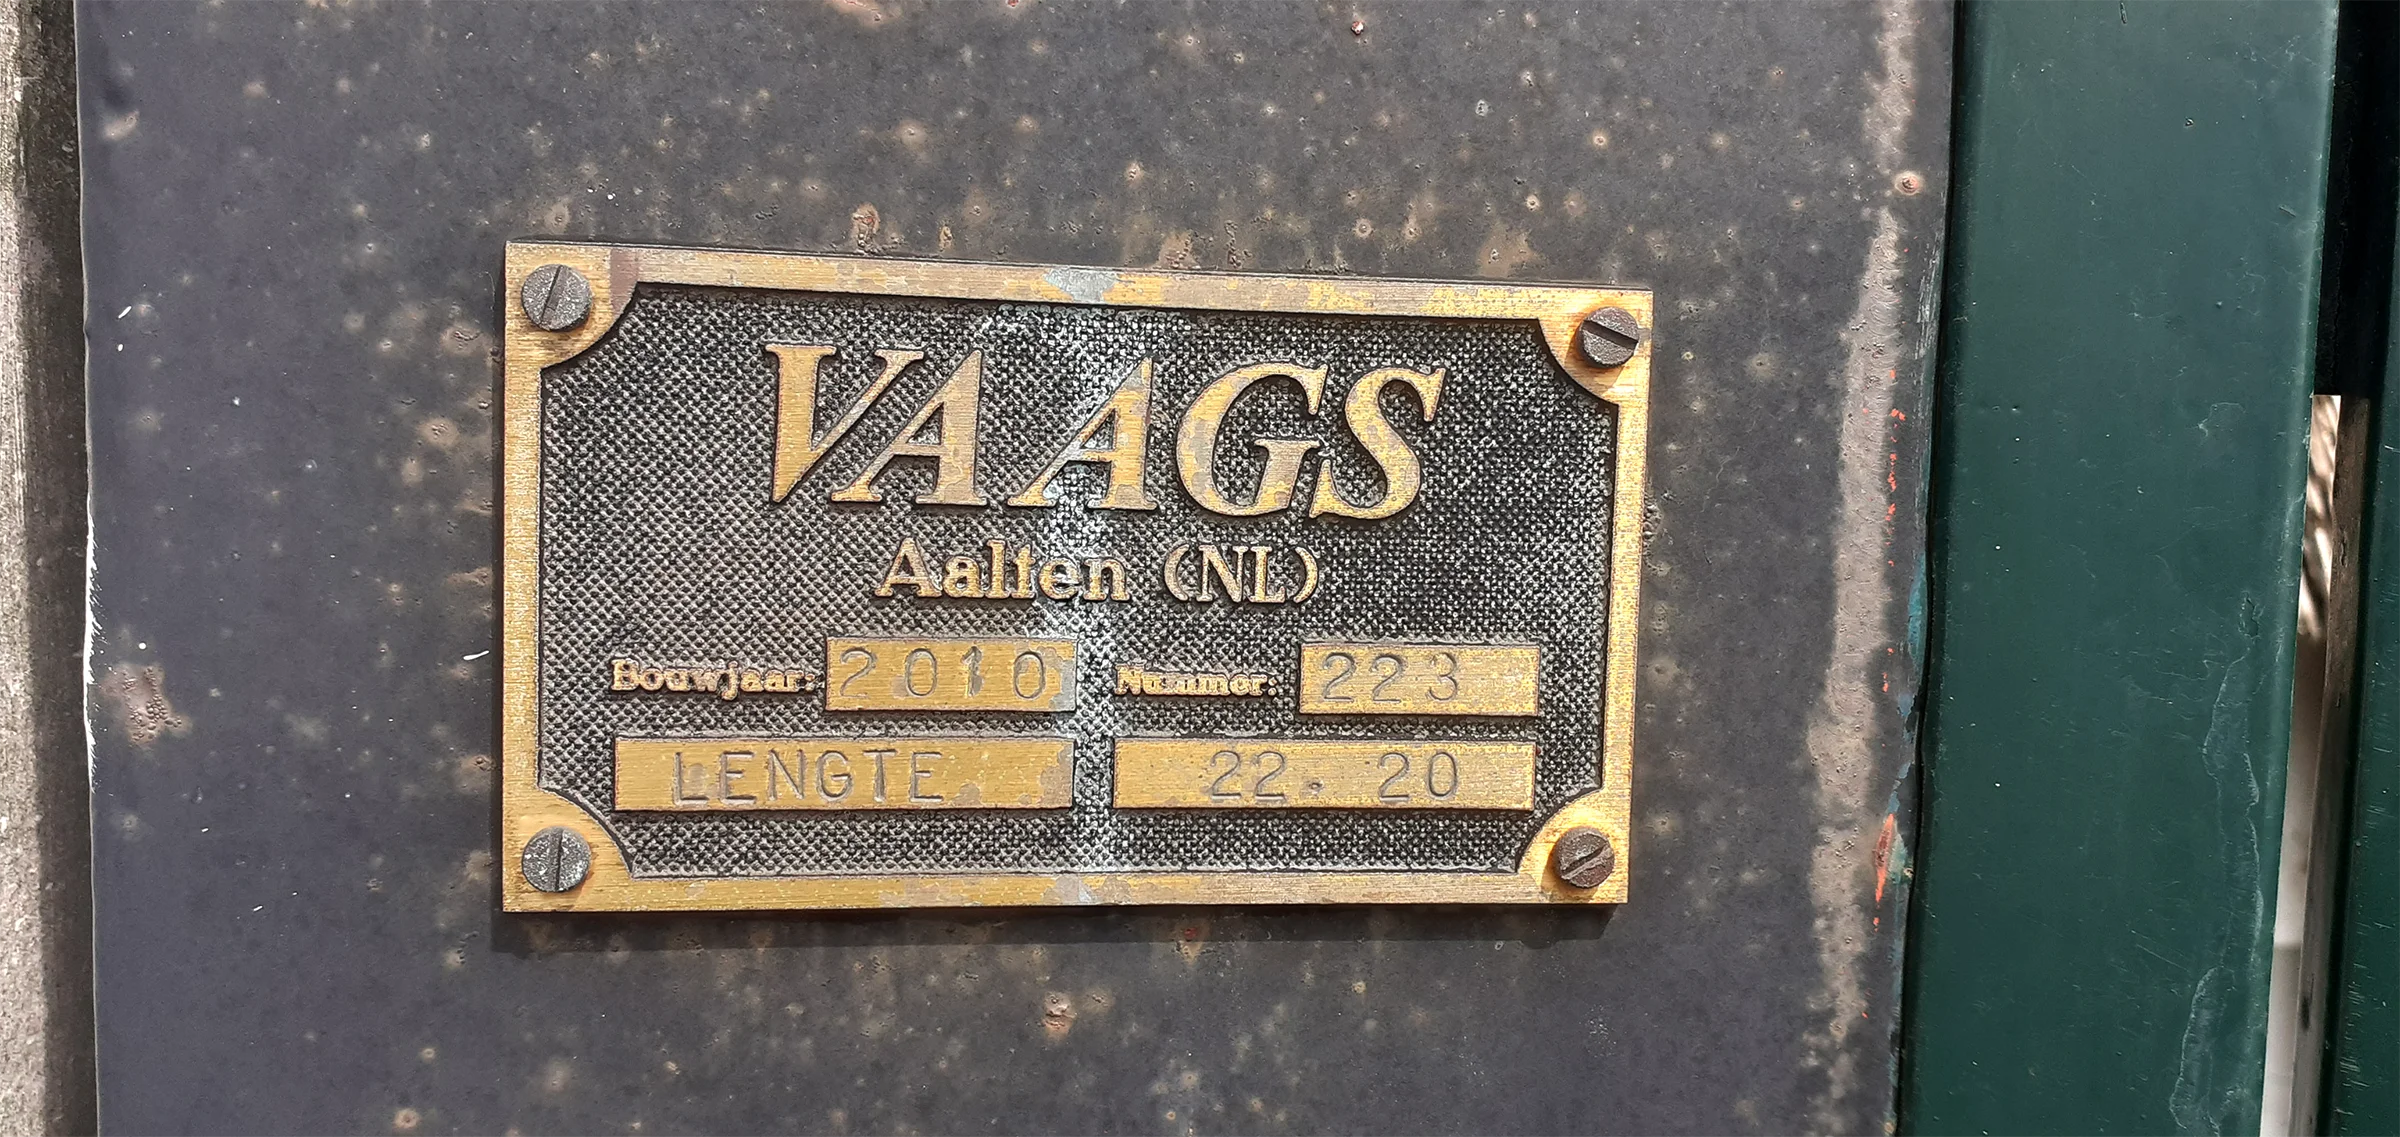 VAAGS
Aalten (NL)
Bouwjaar: 2010 Nummer: 223
LENGTE 22.20